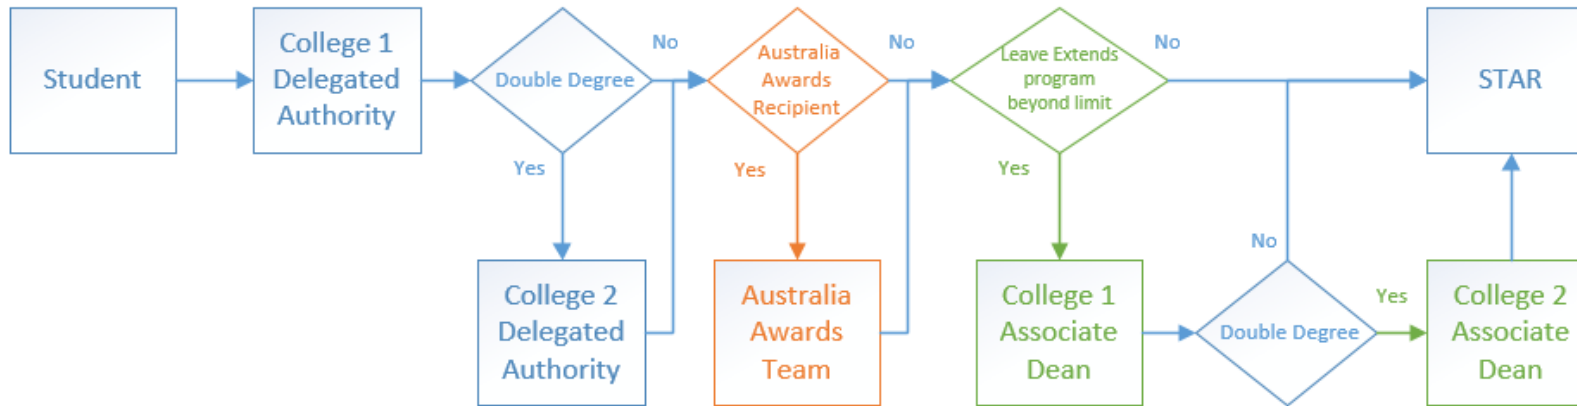 Student
College 1
Delegated
Authority
Double Degree
No
Yes
College 2
Delegated
Authority
Australia
Awards
Recipient
No
Yes
Australia
Awards
Team
Leave Extends
program
beyond limit
No
Yes
College 1
Associate
Dean
Double Degree
No
Yes
College 2
Associate
Dean
STAR